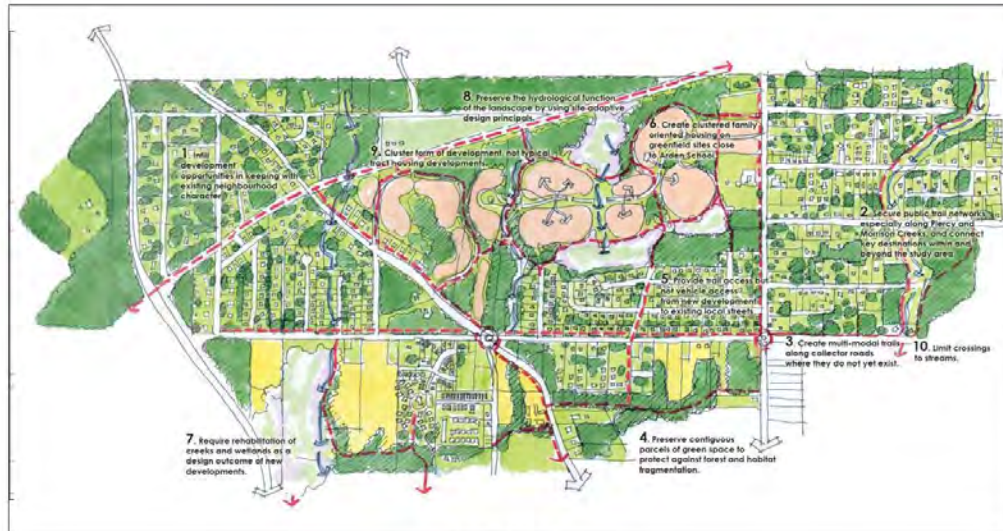 8. Preserve the hydrological function
of the landscape by using site adaptive
design principals.
6. Create clustered family
oriented housing on
greenfield sites close
to Arden School
1. Infill
development
opportunities in keeping with
existing neighbourhood
character
9. Cluster form of development, not typical
tract housing developments.
2. Secure public trail networks
especially along Piercy and
Morrison Creeks, and connect
key destinations within and
beyond the study area.
5. Provide trail access but
not vehicle access
from new development
to existing local streets.
3. Create multi-modal trails
along collector roads
where they do not yet exist.
10. Limit crossings
to streams.
7. Require rehabilitation of
creeks and wetlands as a
design outcome of new
developments.
4. Preserve contiguous
parcels of green space to
protect against forest and habitat
fragmentation.